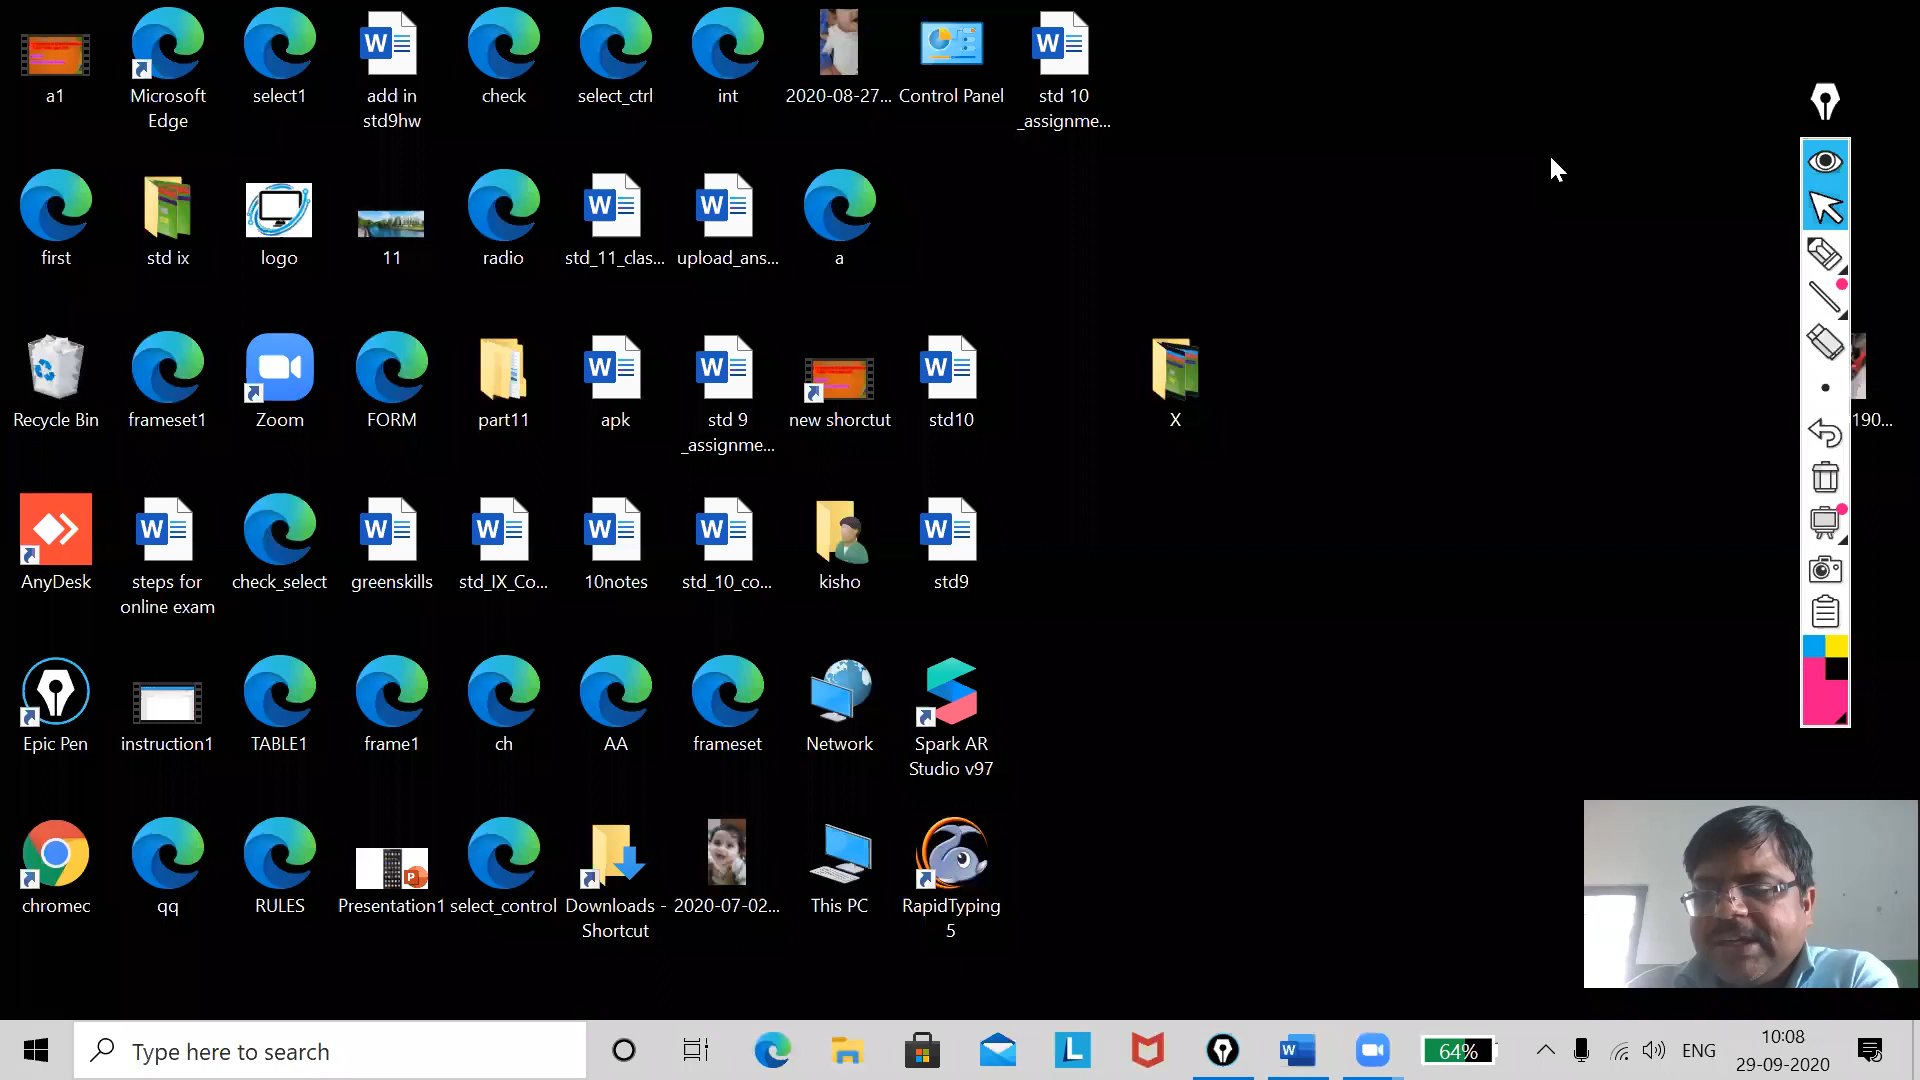 a1
Microsoft
Edge
select1
add in
std9hw
check
select_ctrl
int
2020-08-27...
Control Panel
std 10
_assignme...
first
std ix
logo
11
radio
std_11_clas...
upload_ans...
a
Recycle Bin
frameset1
Zoom
FORM
part11
apk
std 9
_assignme...
new shorctut
std10
X
190...
AnyDesk
steps for
online exam
check_select
greenskills
std_IX_Co...
10notes
std_10_co...
kisho
std9
Epic Pen
instruction1
TABLE1
frame1
ch
AA
frameset
Network
Spark AR
Studio v97
chromec
qq
RULES
Presentation1
select_control
Downloads -
Shortcut
2020-07-02...
This PC
RapidTyping
5
Type here to search
64%
ENG
10:08
29-09-2020